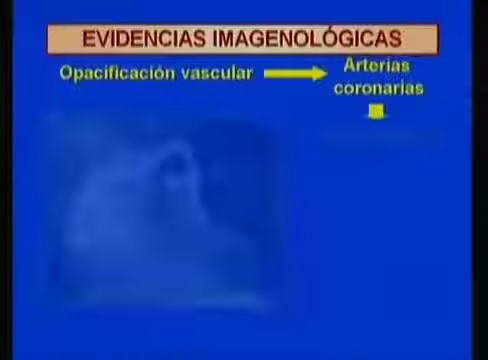 EVIDENCIAS IMAGENOLÓGICAS
Opacificación vascular
Arterias
coronarias